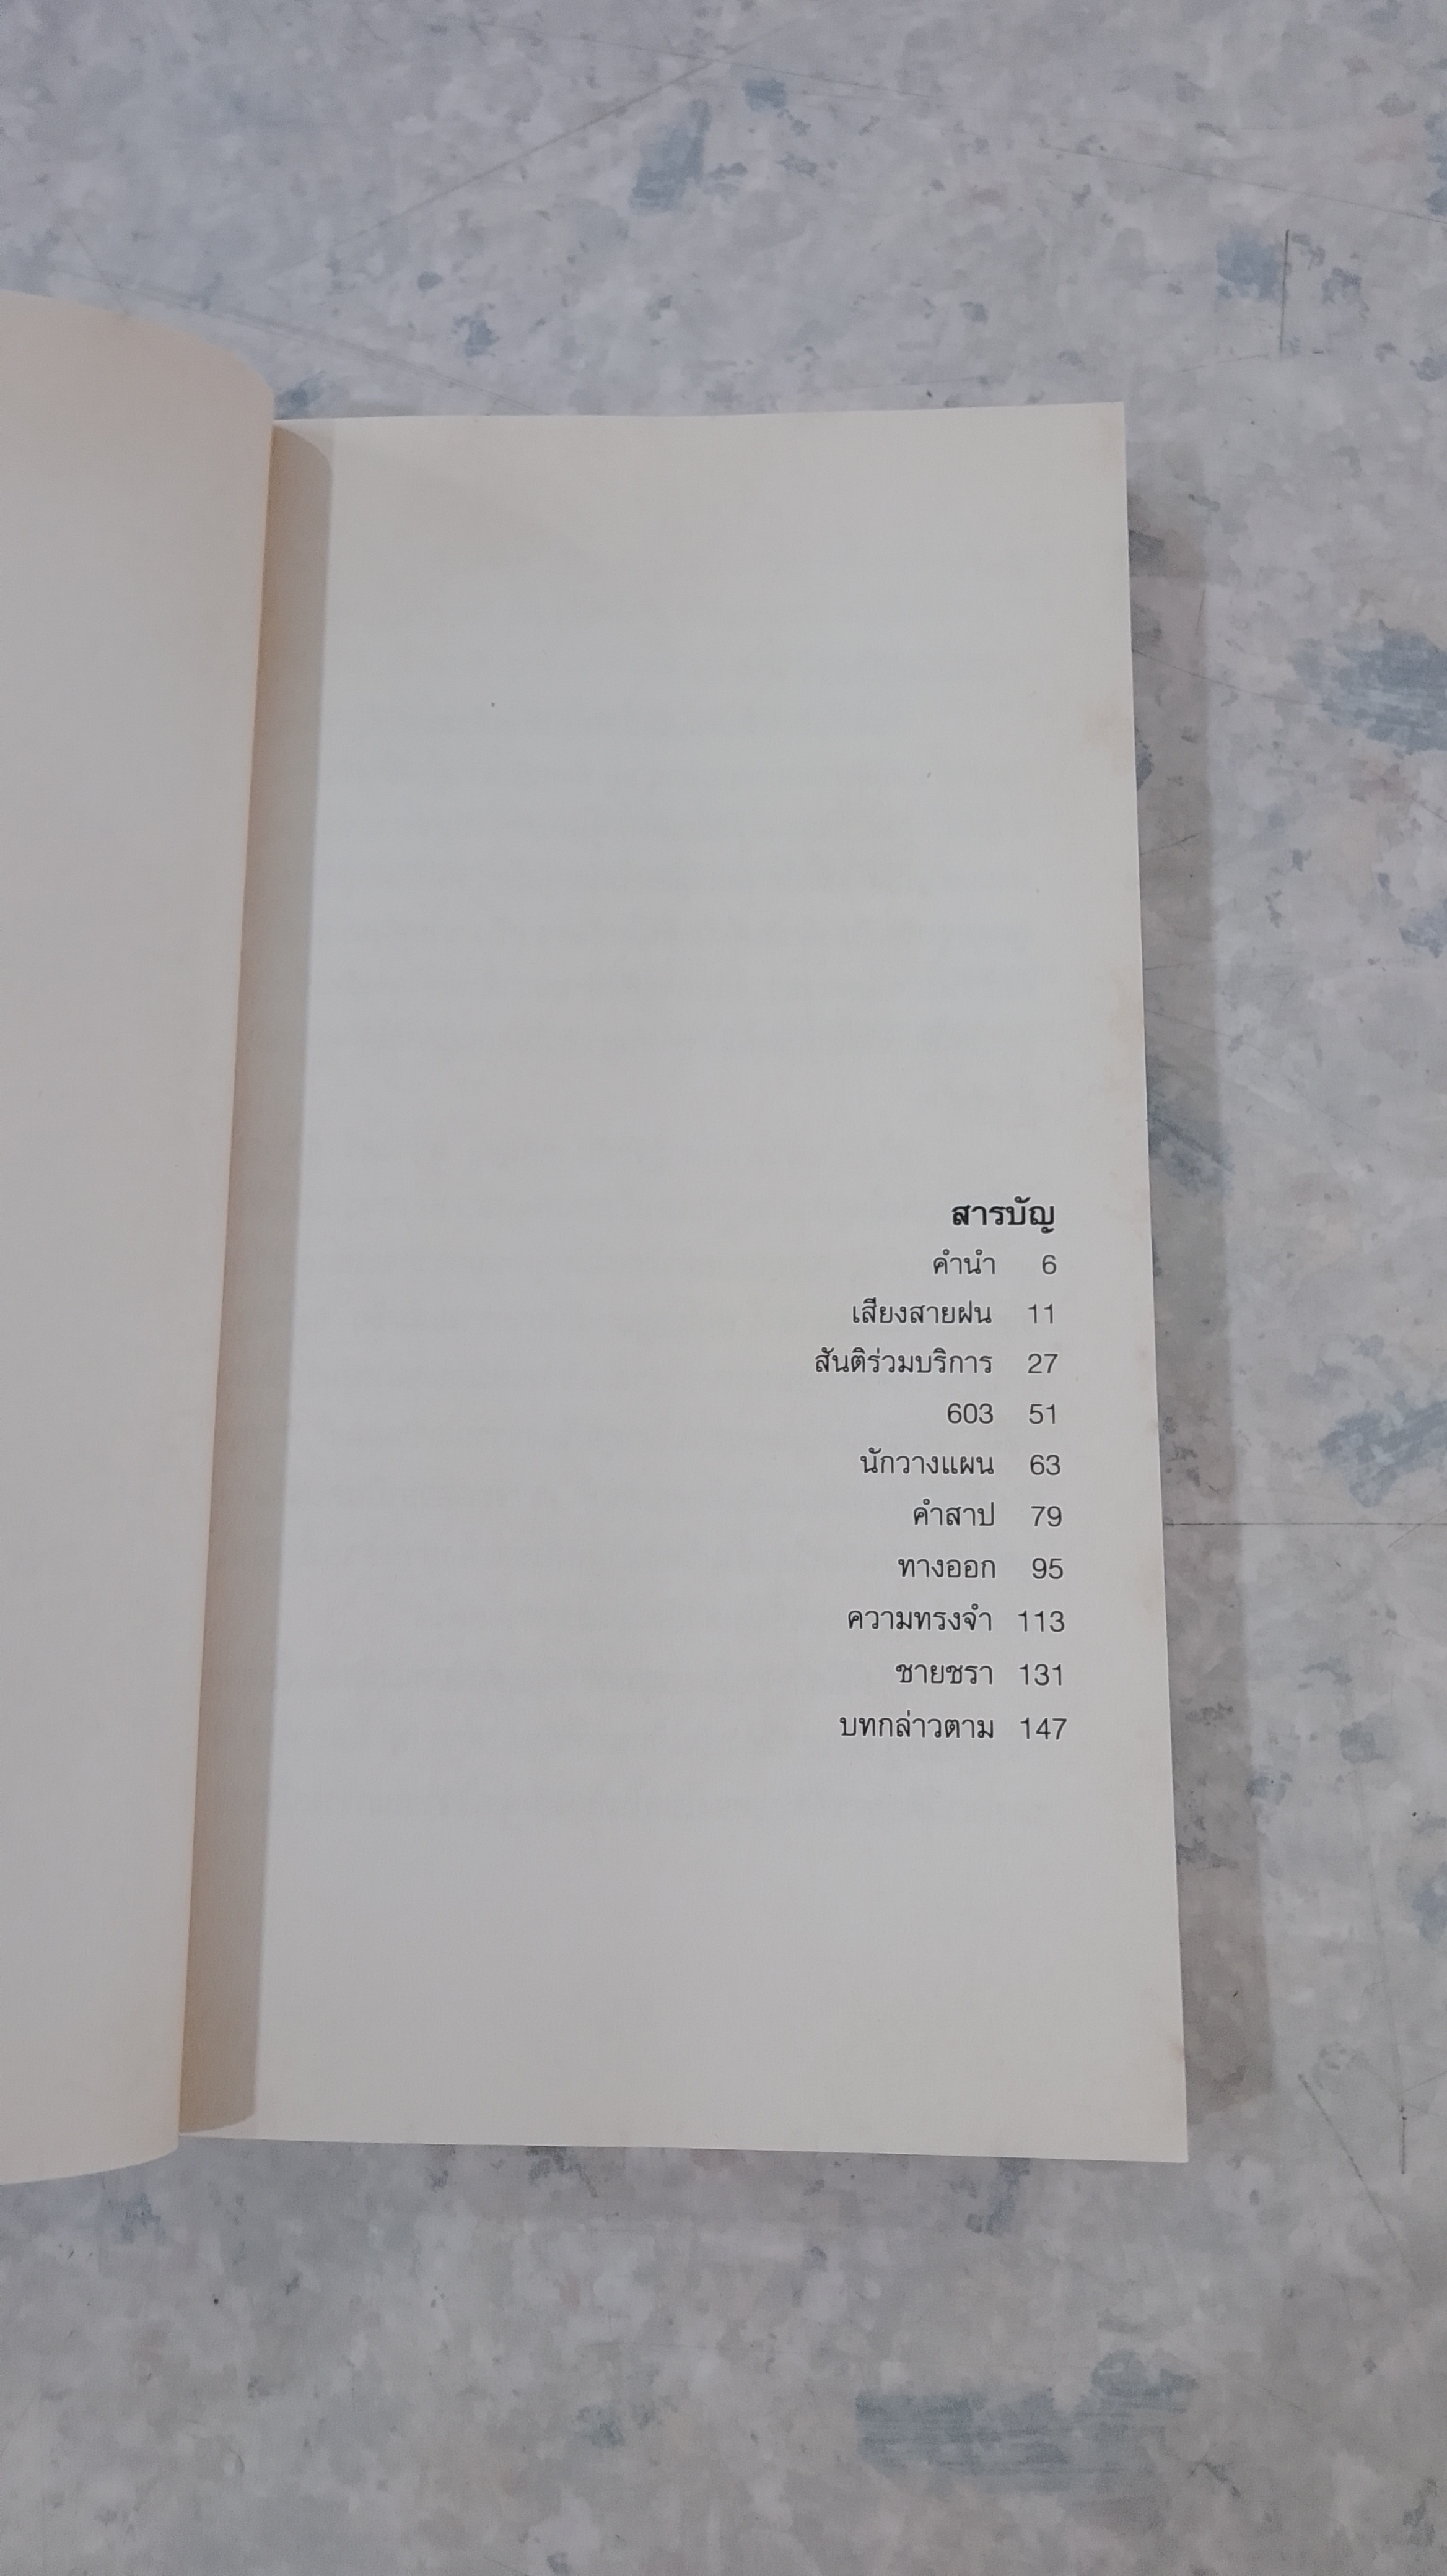 สารบัญ
คำนำ 6
เสียงสายฝน 11
สันติร่วมบริการ 27
603 51
นักวางแผน 63
คำสาป 79
ทางออก 95
ความทรงจำ 113
ชายชรา 131
บทกล่าวตาม 147